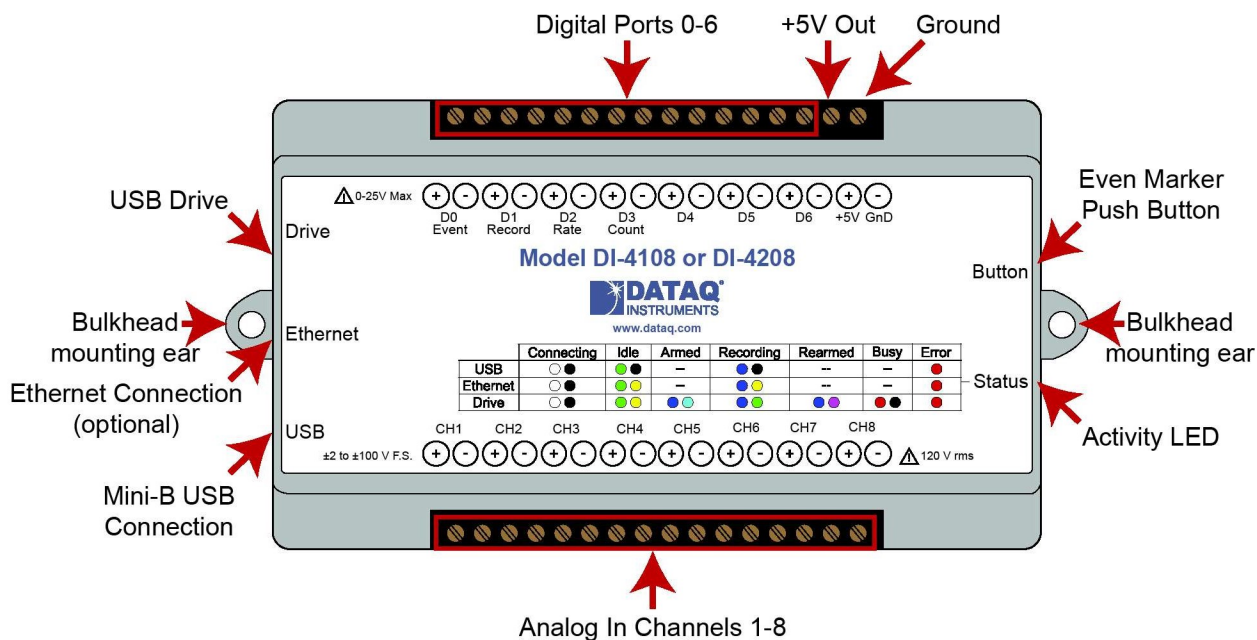 Digital Ports 0-6
+5V Out
Ground
USB Drive
0-25V Max
+ - + - + - + - + - + - + - + -
D0 D1 D2 D3 D4 D5 D6 +5V GnD
Event Record Rate Count
Even Marker
Push Button
Drive
Model DI-4108 or DI-4208
Button
DATAQ®
INSTRUMENTS
www.dataq.com
Bulkhead
mounting ear
Ethernet
Bulkhead
mounting ear
Connecting Idle Armed Recording Rearmed Busy Error
USB – -- –
Ethernet – -- –
Drive
Status
Ethernet Connection
(optional)
USB
CH1 CH2 CH3 CH4 CH5 CH6 CH7 CH8
±2 to ±100 V F.S.
+ - + - + - + - + - + - + - + -
120 V rms
Activity LED
Mini-B USB
Connection
Analog In Channels 1-8